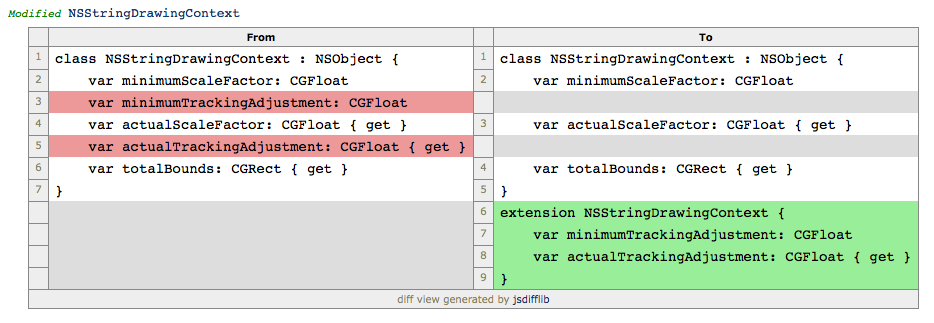 Modified NSStringDrawingContext
From To
1 class NSStringDrawingContext : NSObject { 1 class NSStringDrawingContext : NSObject {
2 var minimumScaleFactor: CGFloat 2 var minimumScaleFactor: CGFloat
3 var minimumTrackingAdjustment: CGFloat
4 var actualScaleFactor: CGFloat { get } 3 var actualScaleFactor: CGFloat { get }
5 var actualTrackingAdjustment: CGFloat { get }
6 var totalBounds: CGRect { get } 4 var totalBounds: CGRect { get }
7 } 5 }
6 extension NSStringDrawingContext {
7 var minimumTrackingAdjustment: CGFloat
8 var actualTrackingAdjustment: CGFloat { get }
9 }
diff view generated by jsdifflib